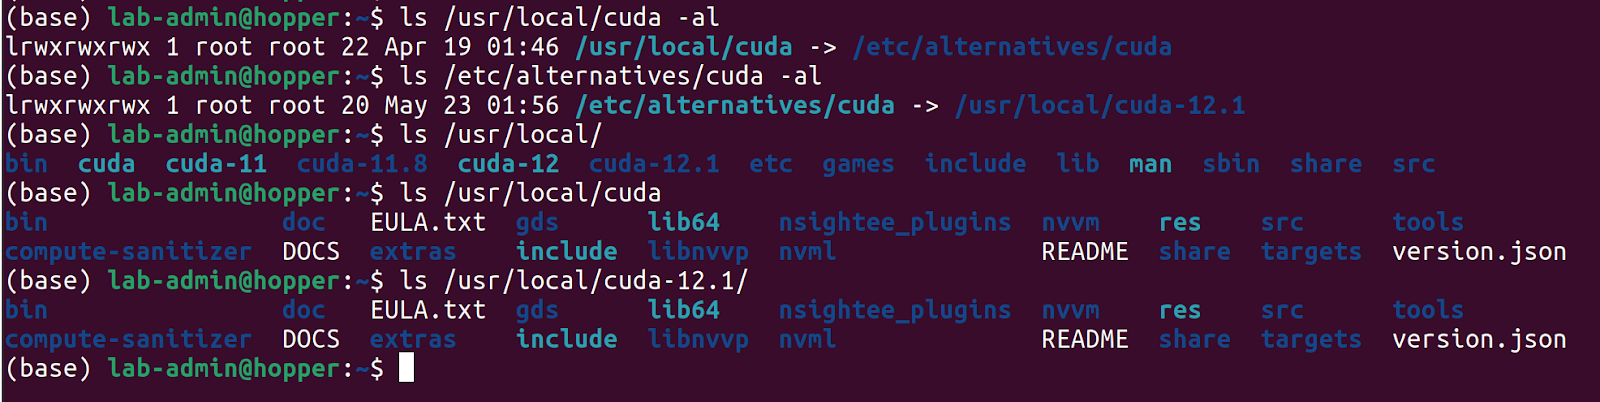 (base) lab-admin@hopper:~$ ls /usr/local/cuda -al
lrwxrwxrwx 1 root root 22 Apr 19 01:46 /usr/local/cuda -> /etc/alternatives/cuda
(base) lab-admin@hopper:~$ ls /etc/alternatives/cuda -al
lrwxrwxrwx 1 root root 20 May 23 01:56 /etc/alternatives/cuda -> /usr/local/cuda-12.1
(base) lab-admin@hopper:~$ ls /usr/local/
bin  cuda  cuda-11  cuda-11.8  cuda-12  cuda-12.1  etc  games  include  lib  man  sbin  share  src
(base) lab-admin@hopper:~$ ls /usr/local/cuda
bin                doc   EULA.txt  gds      lib64    nsightee_plugins  nvvm    res    src      tools
compute-sanitizer  DOCS  extras    include  libnvvp  nvml              README  share  targets  version.json
(base) lab-admin@hopper:~$ ls /usr/local/cuda-12.1/
bin                doc   EULA.txt  gds      lib64    nsightee_plugins  nvvm    res    src      tools
compute-sanitizer  DOCS  extras    include  libnvvp  nvml              README  share  targets  version.json
(base) lab-admin@hopper:~$